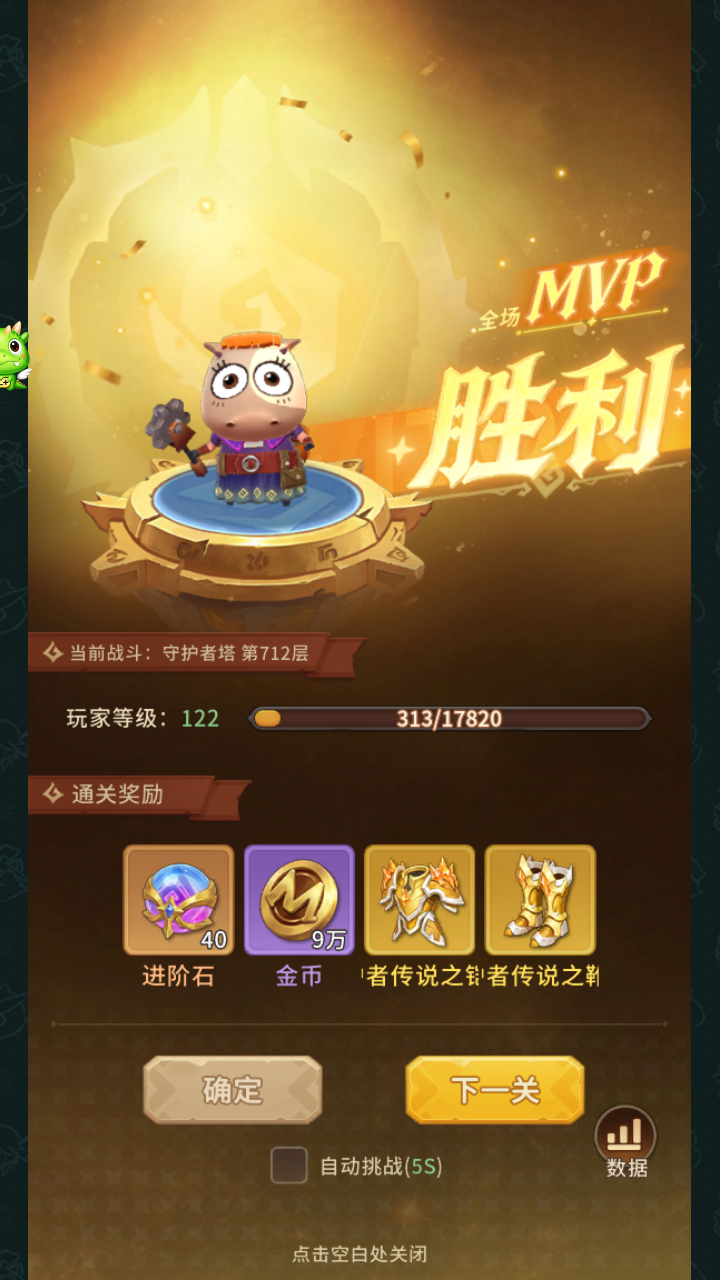 全场 MVP
胜利
当前战斗：守护者塔 第712层
玩家等级：122
313/17820
通关奖励
40
9万
进阶石
金币
者传说之
者传说之
确定
下一关
自动挑战(5S)
数据
点击空白处关闭